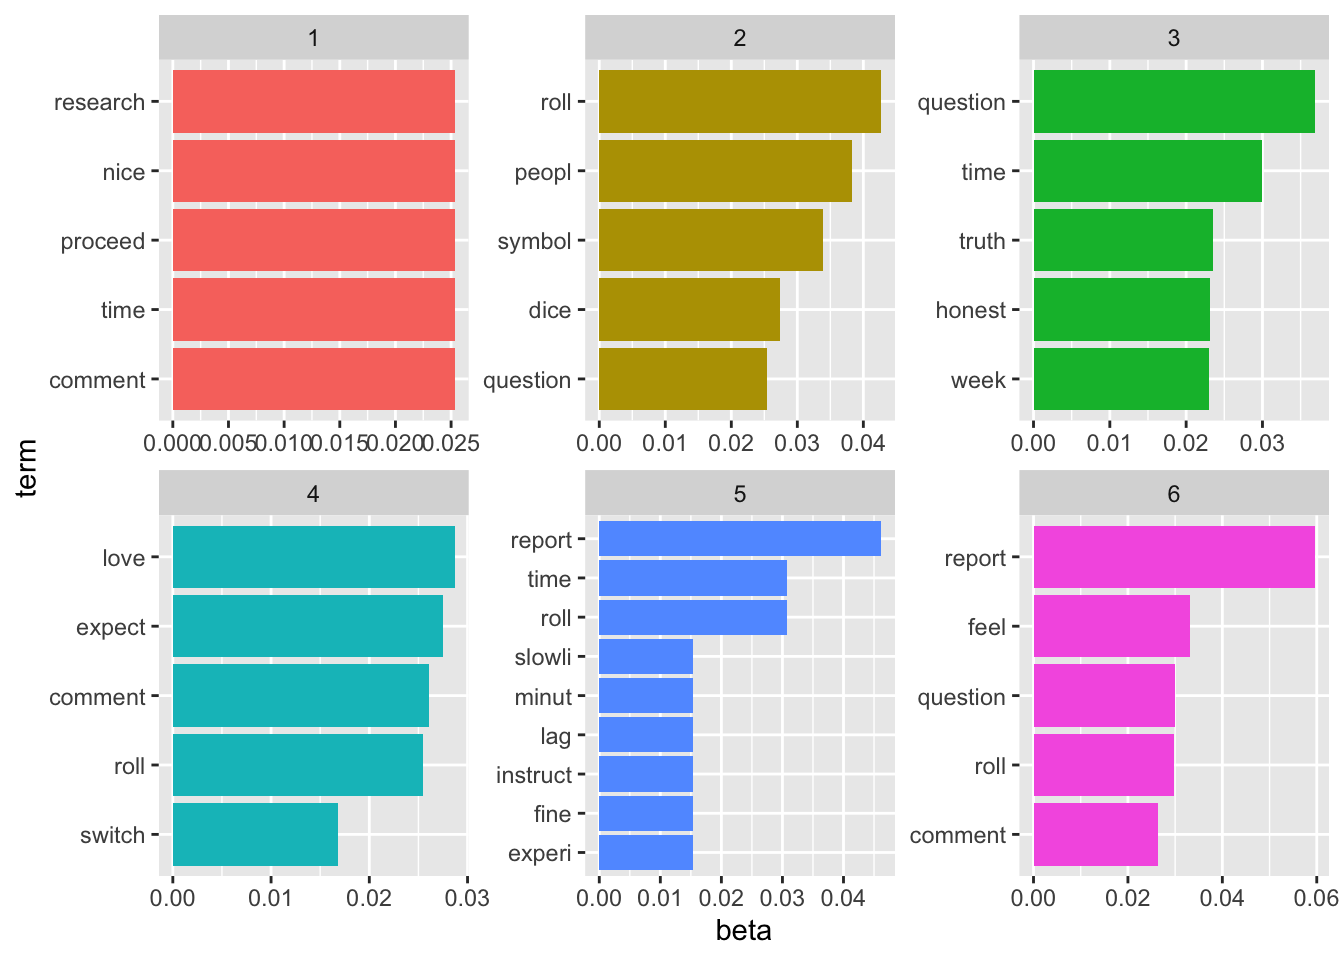 1
2
3
research
nice
proceed
time
comment
0.000 0.005 0.010 0.015 0.020 0.025
roll
peopl
symbol
dice
question
0.00 0.01 0.02 0.03 0.04
question
time
truth
honest
week
0.00 0.01 0.02 0.03
term
4
5
6
love
expect
comment
roll
switch
0.00 0.01 0.02 0.03
report
time
roll
slowli
minut
lag
instruct
fine
experi
0.00 0.01 0.02 0.03 0.04
report
feel
question
roll
comment
0.00 0.02 0.04 0.06
beta